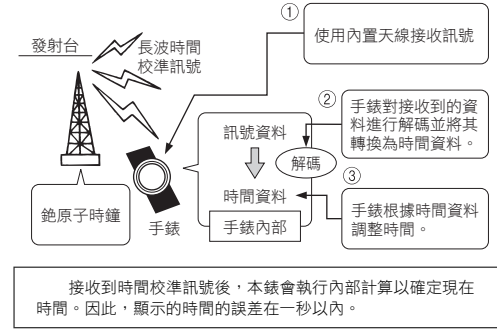 發射台
長波時間
校準訊號
銫原子時鐘
手錶
①
使用內置天線接收訊號
②
手錶對接收到的資
料進行解碼並將其
轉換為時間資料。
訊號資料
解碼
時間資料
手錶內部
③
手錶根據時間資料
調整時間。
接收到時間校準訊號後，本錶會執行內部計算以確定現在
時間。因此，顯示的時間的誤差在一秒以內。